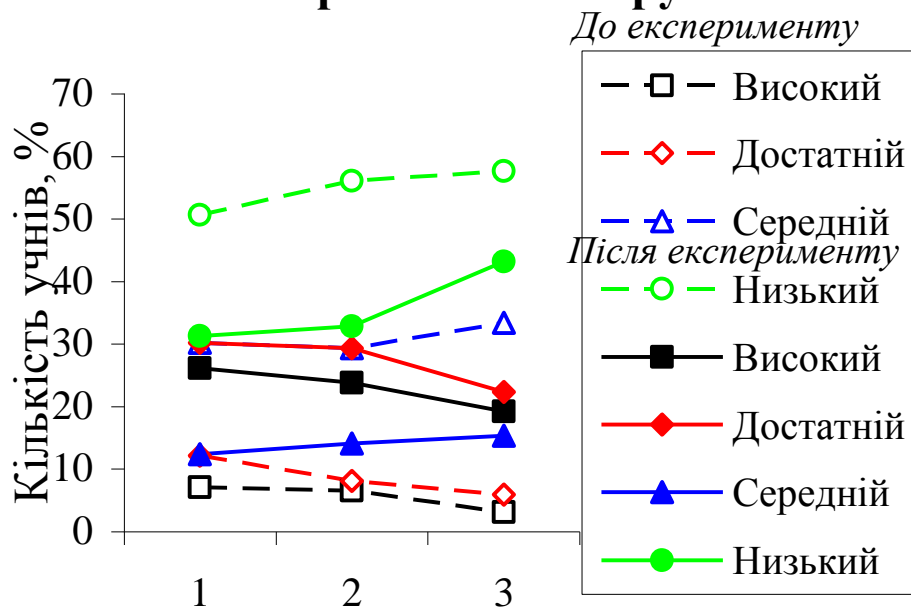 До експерименту
Високий
Достатній
Середній
Після експерименту
Низький
Високий
Достатній
Середній
Низький
Кількість учнів, %
70
60
50
40
30
20
10
0
1 2 3